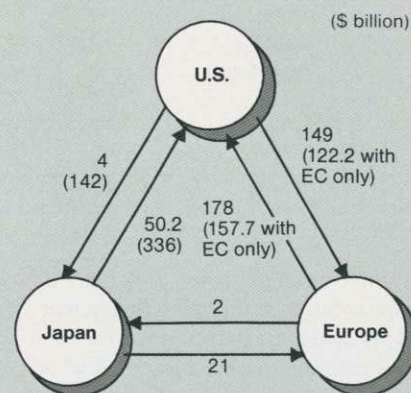 ($ billion)
U.S.
4
(142)
50.2
(336)
178
(157.7 with
EC only)
149
(122.2 with
EC only)
2
Japan
Europe
21